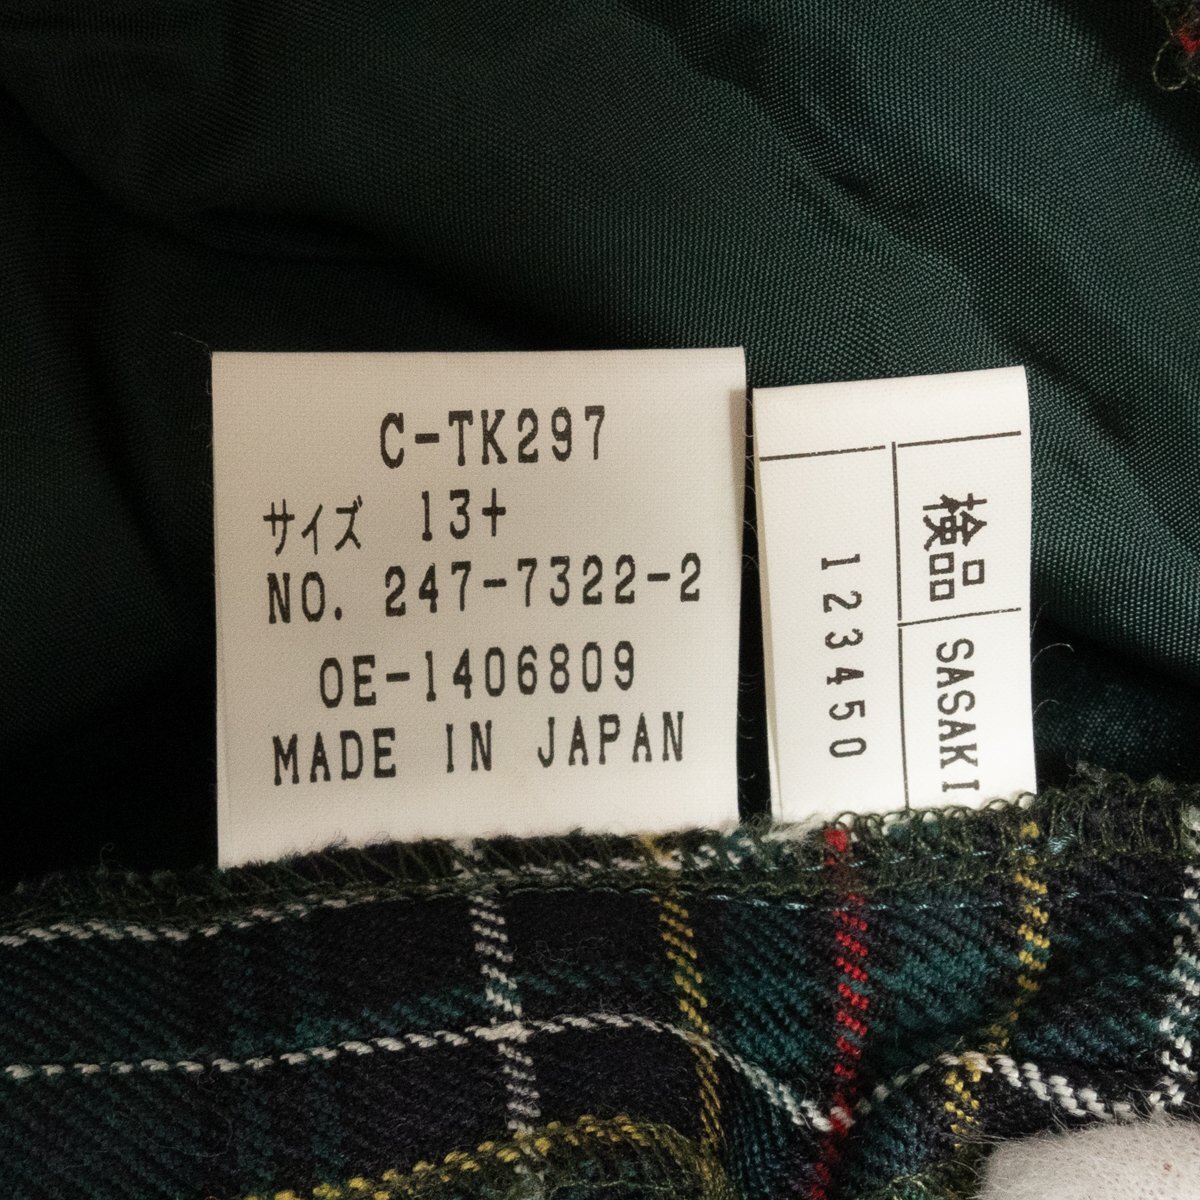 C-TK297
サイズ 13+
NO. 247-7322-2
OE-1406809
MADE IN JAPAN
検品 SASAKI
123450